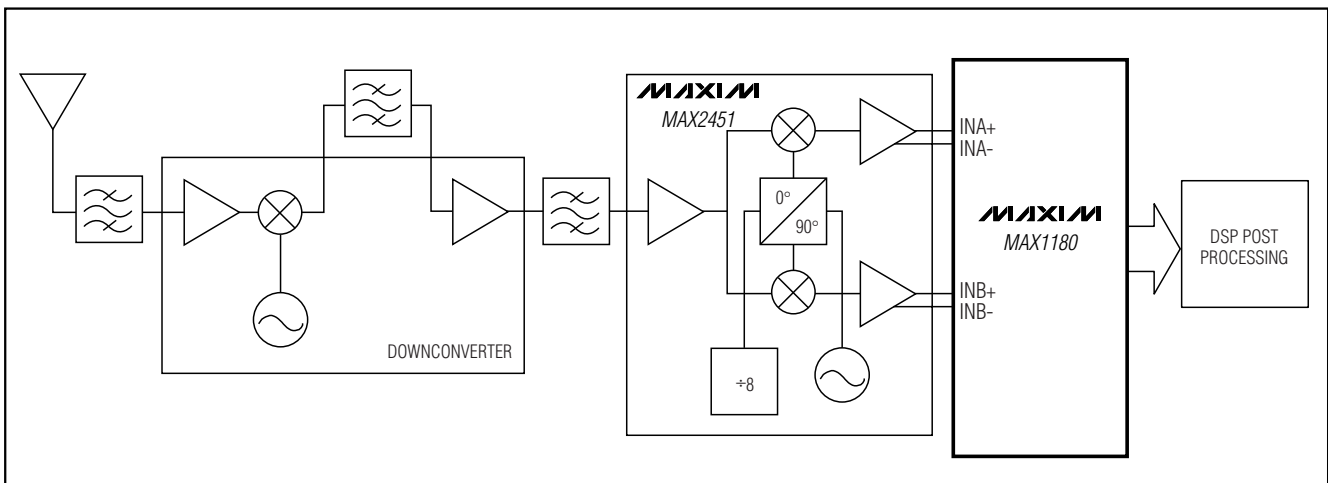 DOWNCONVERTER
MAXIM
MAX2451
0°
90°
÷8
INA+
INA-
MAXIM
MAX1180
INB+
INB-
DSP POST
PROCESSING